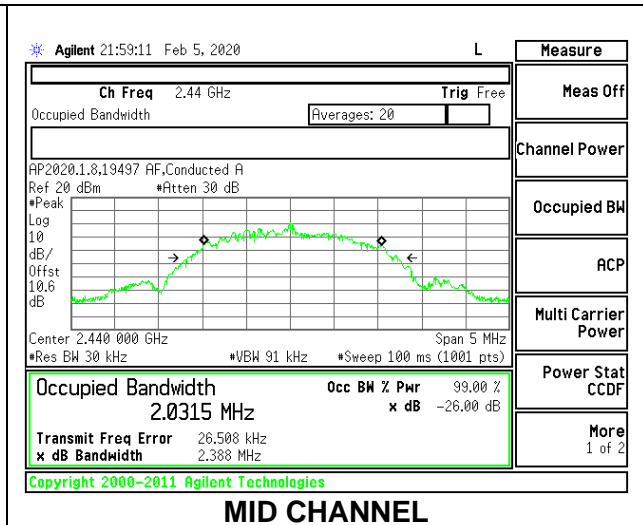 Agilent 21:59:11 Feb 5, 2020 L
Measure
Ch Freq 2.44 GHz Trig Free
Meas Off
Occupied Bandwidth Averages: 20
Channel Power
AP2020.1.8,19497 AF,Conducted A
Ref 20 dBm #Atten 30 dB
#Peak
Log
10
dB/
Offst
10.6
dB
Occupied BW
ACP
Center 2.440 000 GHz Span 5 MHz
#Res BW 30 kHz #VBW 91 kHz #Sweep 100 ms (1001 pts)
Multi Carrier
Power
Occupied Bandwidth Occ BW % Pwr 99.00 %
2.0315 MHz x dB -26.00 dB
Power Stat
CCDF
Transmit Freq Error 26.508 kHz
x dB Bandwidth 2.388 MHz
More
1 of 2
Copyright 2000-2011 Agilent Technologies
MID CHANNEL